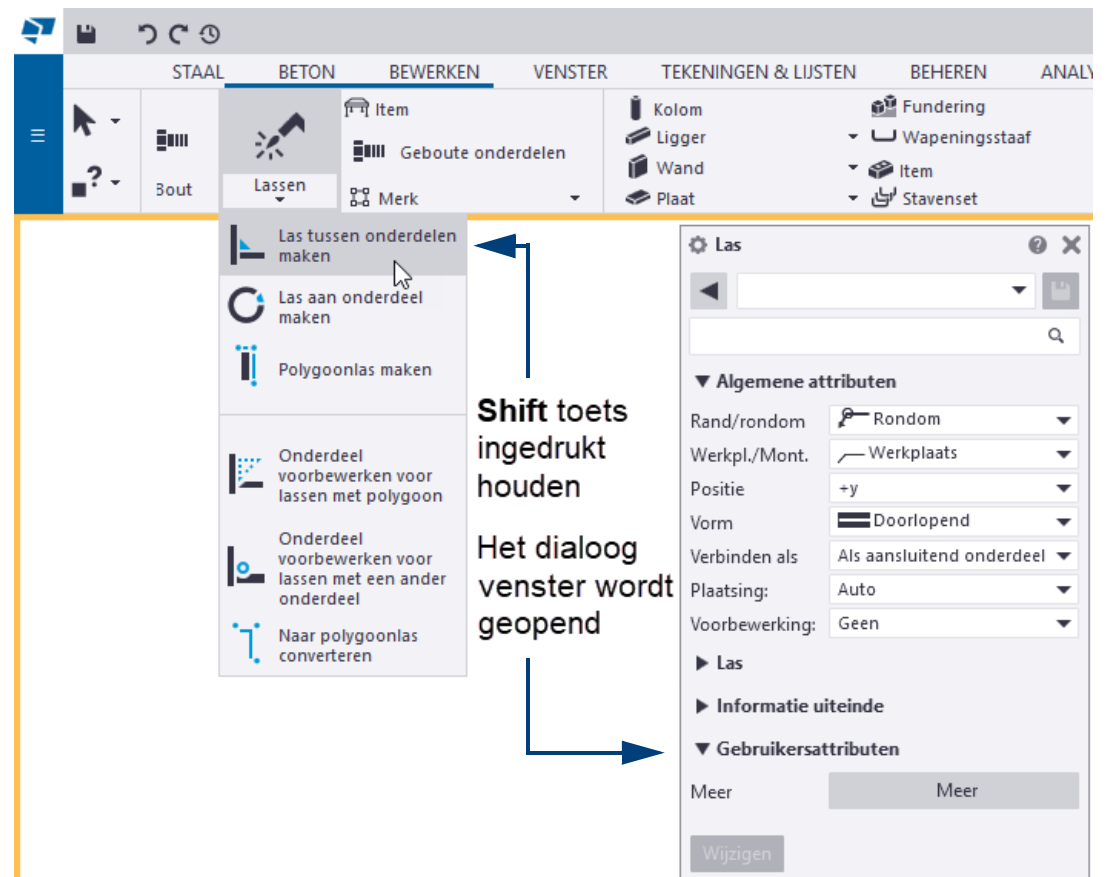 STAAL BETON BEWERKEN VENSTER TEKENINGEN & LIJSTEN BEHEREN ANALY
Bout
Lassen
Item
Geboute onderdelen
Merk
Kolom
Ligger
Wand
Plaat
Fundering
Wapeningsstaaf
Item
Stavenset
Las tussen onderdelen
maken
Las aan onderdeel
maken
Polygoonlas maken
Onderdeel
voorbewerken voor
lassen met polygoon
Onderdeel
voorbewerken voor
lassen met een ander
onderdeel
Naar polygoonlas
converteren
Shift toets
ingedrukt
houden
Het dialoog
venster wordt
geopend
Las
Algemene attributen
Rand/rondom Rondom
Werkpl./Mont. Werkplaats
Positie +y
Vorm Doorlopend
Verbinden als Als aansluitend onderdeel
Plaatsing: Auto
Voorbewerking: Geen
Las
Informatie uiteinde
Gebruikersattributen
Meer Meer
Wijzigen